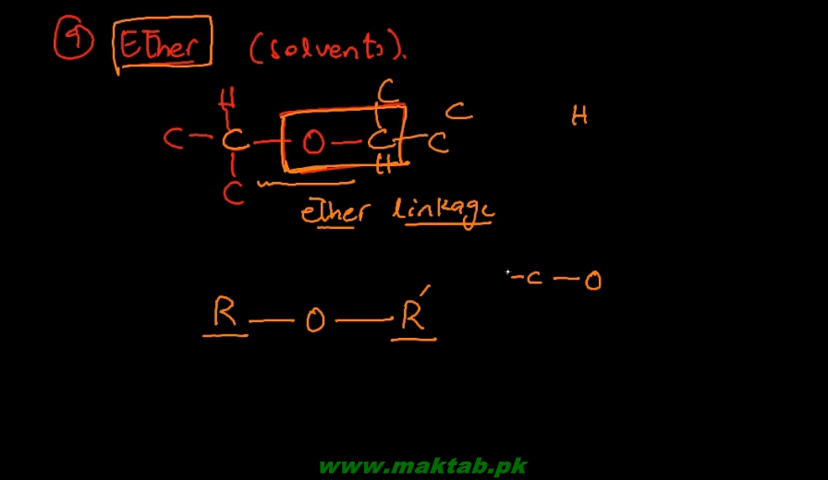 9 Ether (solvents).
H C C H
C - C - O - C - C
C H
ether linkage
-C - O
R - O - R'
www.maktab.pk